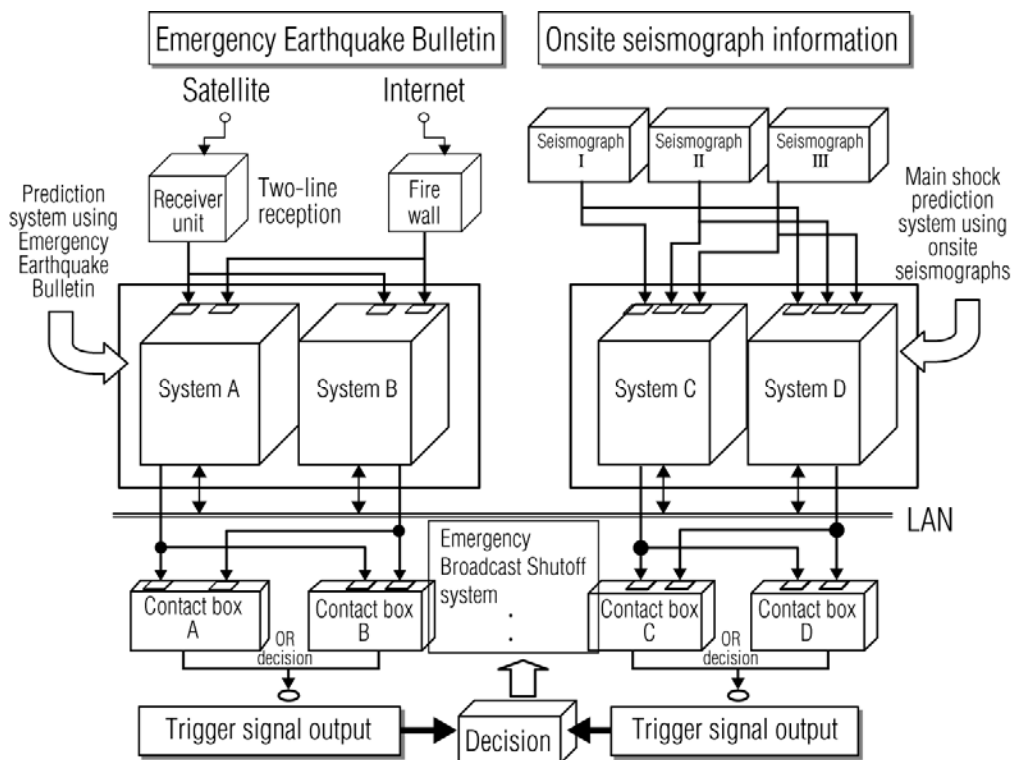 Emergency Earthquake Bulletin
Onsite seismograph information
Satellite
Internet
Seismograph
I
Seismograph
II
Seismograph
III
Prediction
system using
Emergency
Earthquake
Bulletin
Receiver
unit
Two-line
reception
Fire
wall
Main shock
prediction
system using
onsite
seismographs
System A
System B
System C
System D
LAN
Emergency
Broadcast Shutoff
system
.
.
Contact box
A
Contact box
B
Contact box
C
Contact box
D
OR
decision
OR
decision
Trigger signal output
Decision
Trigger signal output